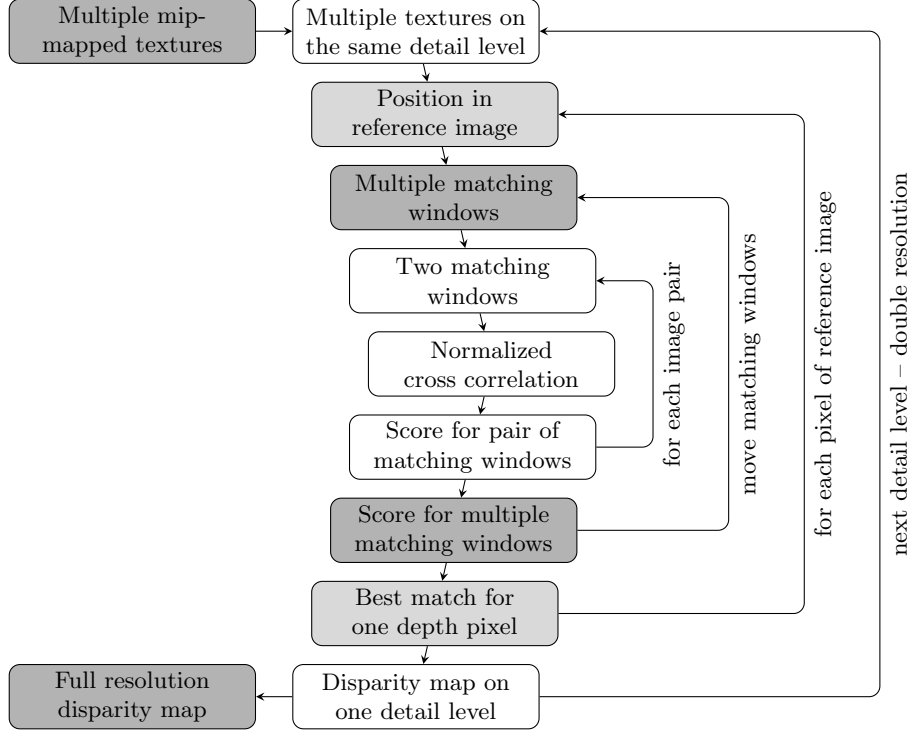 Multiple mip-
mapped textures
Multiple textures on
the same detail level
Position in
reference image
Multiple matching
windows
Two matching
windows
Normalized
cross correlation
Score for pair of
matching windows
Score for multiple
matching windows
Best match for
one depth pixel
Full resolution
disparity map
Disparity map on
one detail level
for each image pair
move matching windows
for each pixel of reference image
next detail level – double resolution